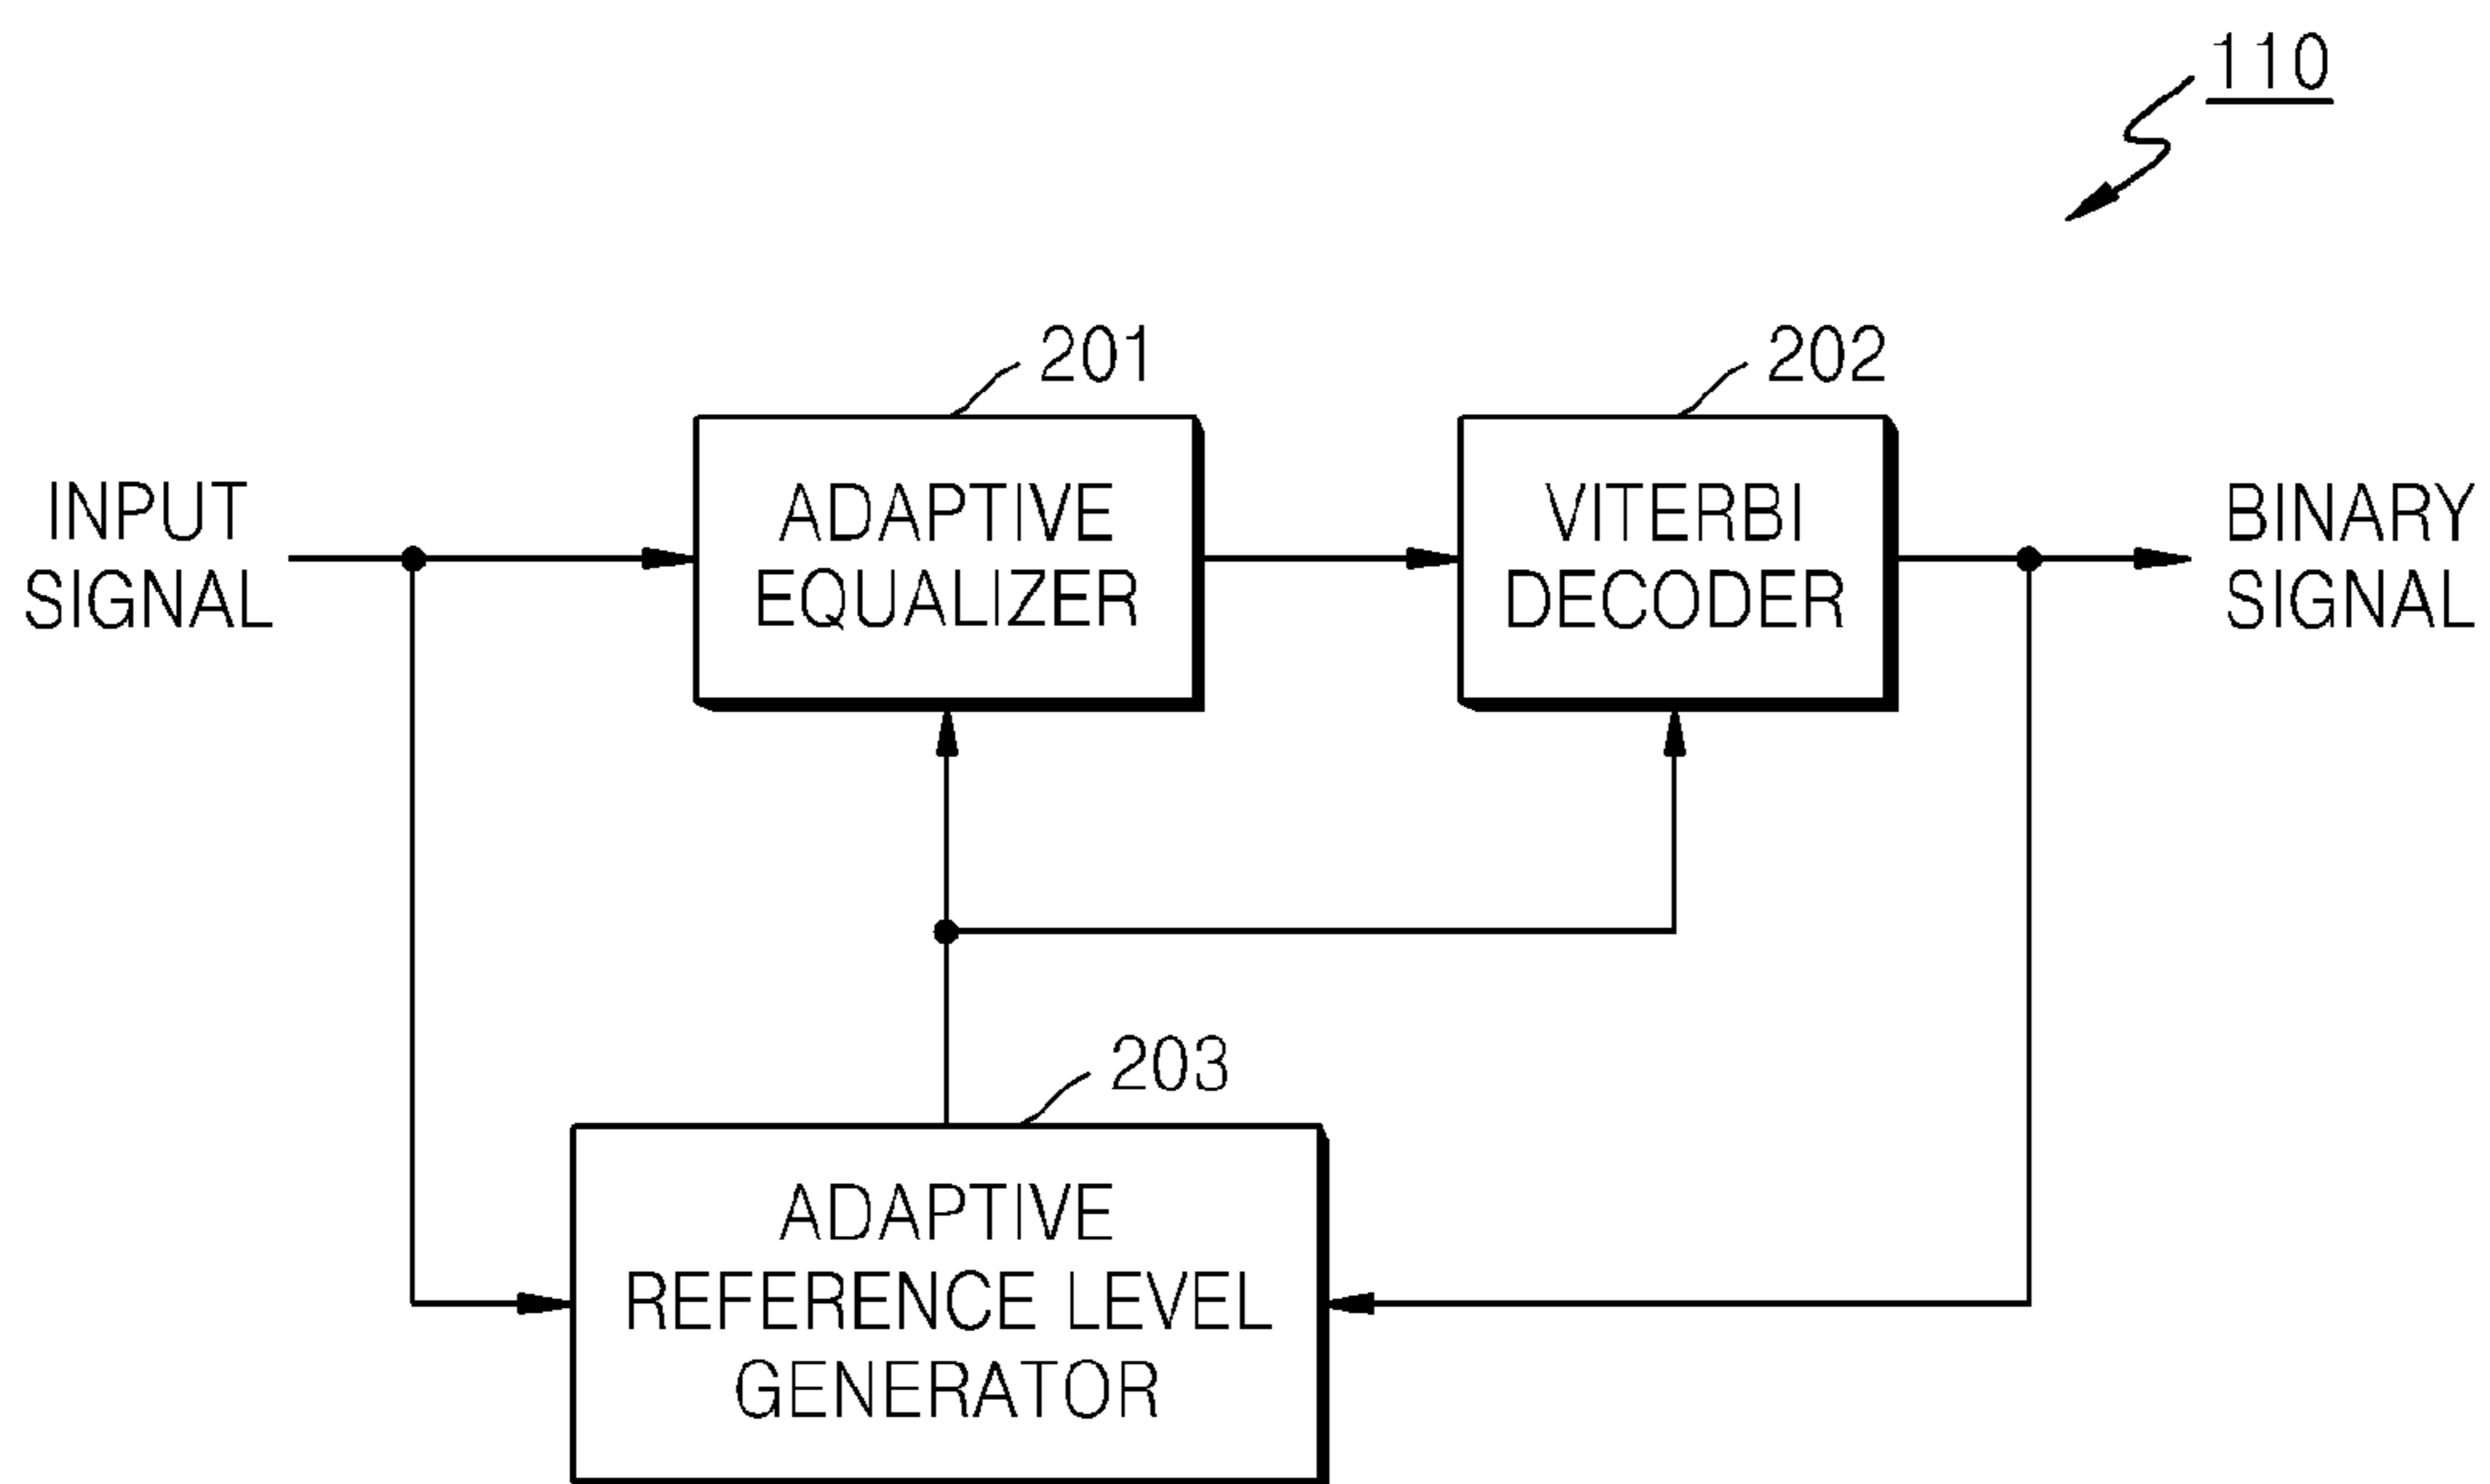 110
201
202
INPUT
SIGNAL
ADAPTIVE
EQUALIZER
VITERBI
DECODER
BINARY
SIGNAL
203
ADAPTIVE
REFERENCE LEVEL
GENERATOR